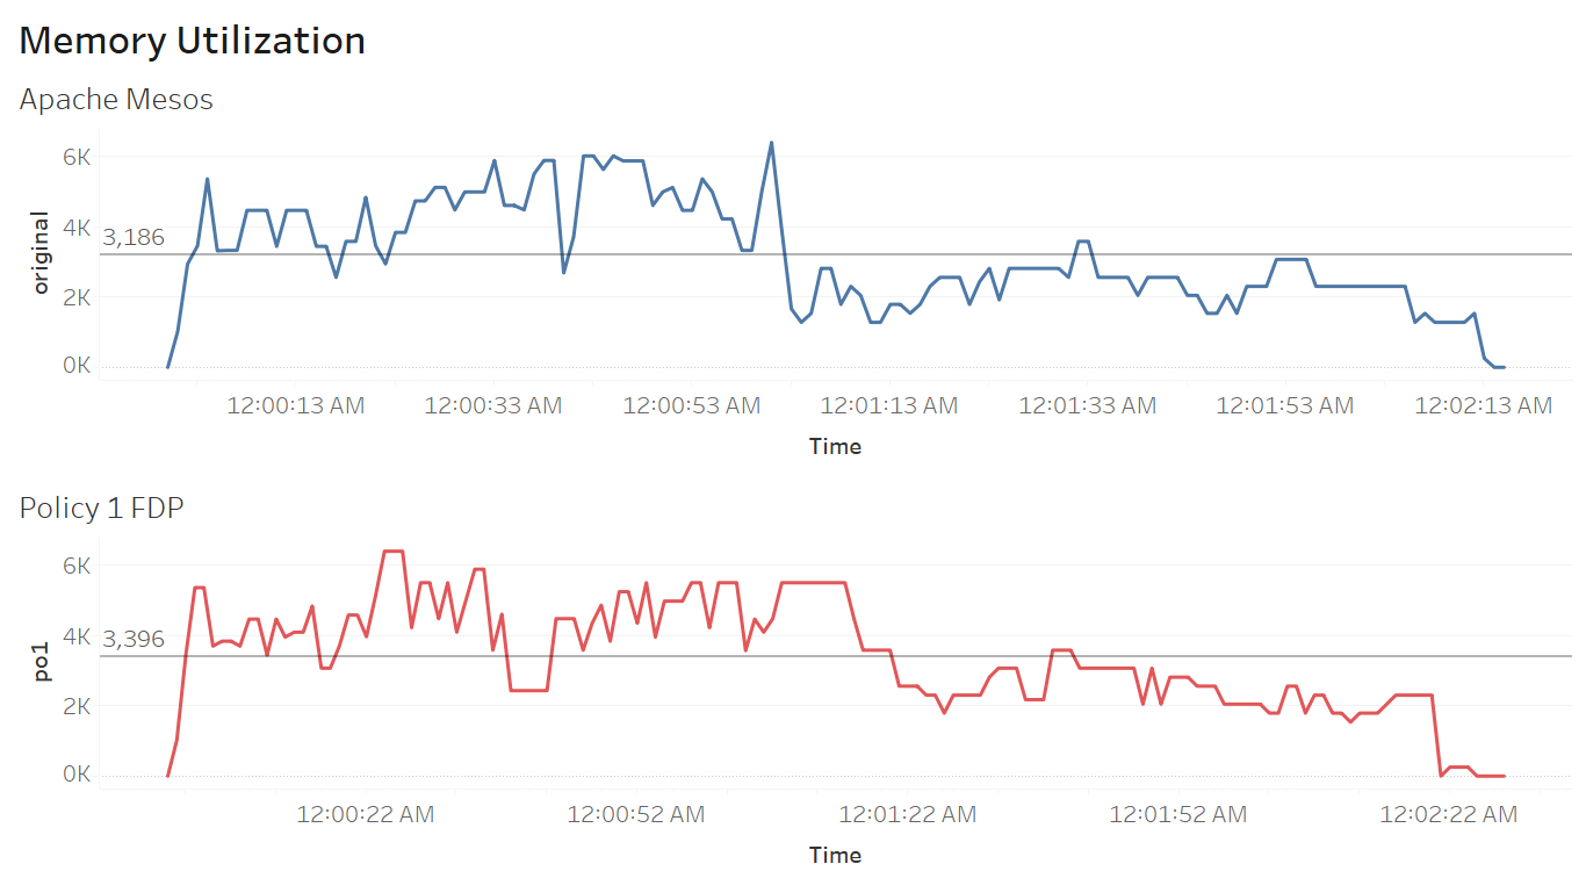 Memory Utilization
Apache Mesos
original
6K
4K
3,186
2K
0K
12:00:13 AM 12:00:33 AM 12:00:53 AM 12:01:13 AM 12:01:33 AM 12:01:53 AM 12:02:13 AM
Time
Policy 1 FDP
po1
6K
4K
3,396
2K
0K
12:00:22 AM 12:00:52 AM 12:01:22 AM 12:01:52 AM 12:02:22 AM
Time